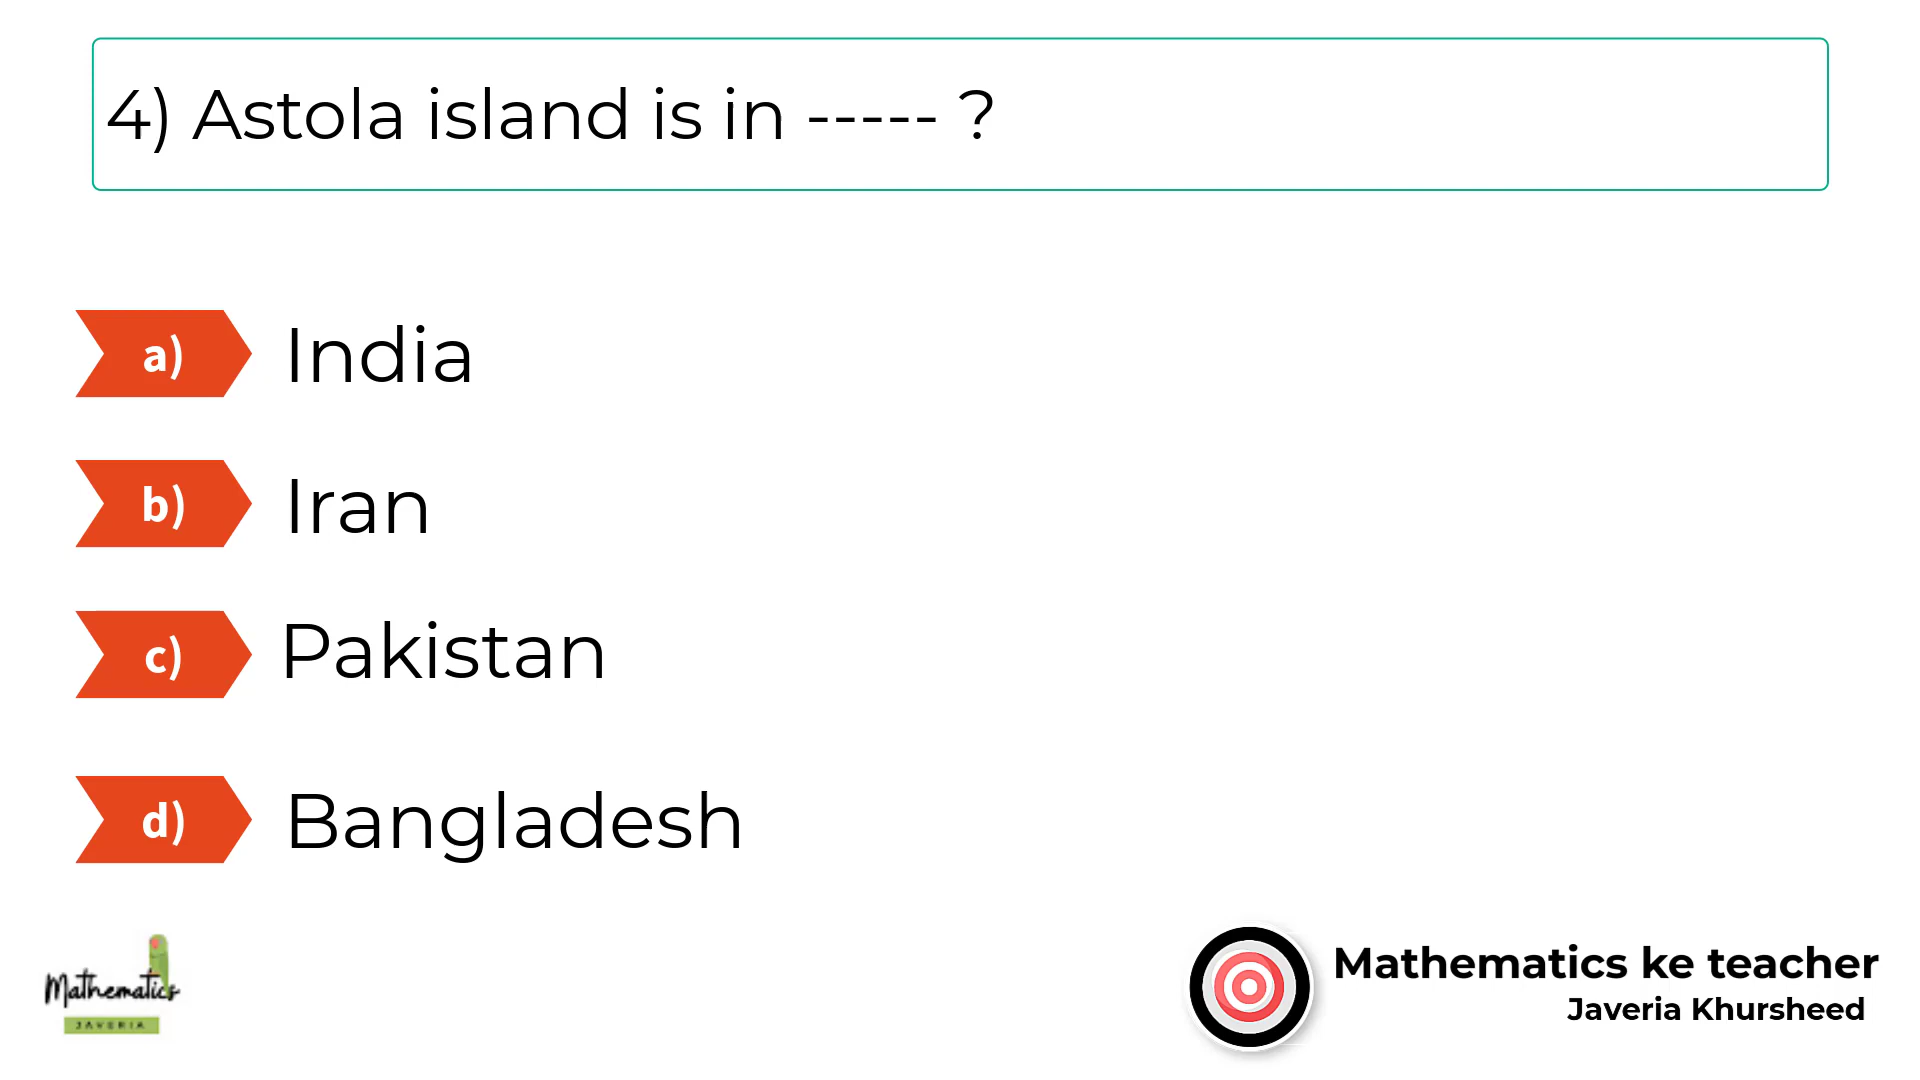 4) Astola island is in ----- ?
a) India
b) Iran
c) Pakistan
d) Bangladesh
Mathematics
JAVERIA
Mathematics ke teacher
Javeria Khursheed